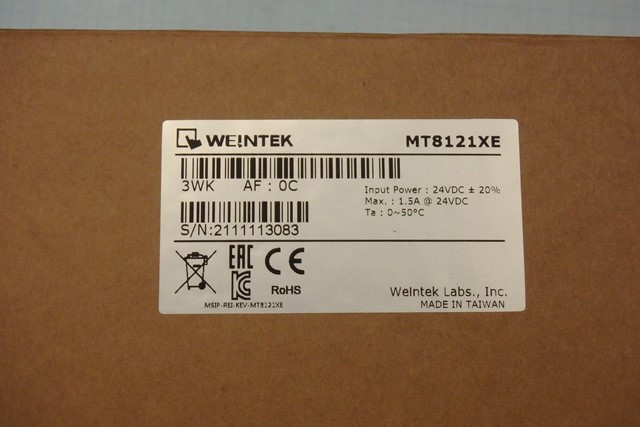 WEINTEK MT8121XE
3WK AF : 0C
Input Power : 24VDC ± 20%
Max. : 1.5A @ 24VDC
Ta : 0~50°C
S/N:2111113083
EAC CE
KC RoHS
MSIP-REI-KEV-MT8121XE
Weintek Labs., Inc.
MADE IN TAIWAN